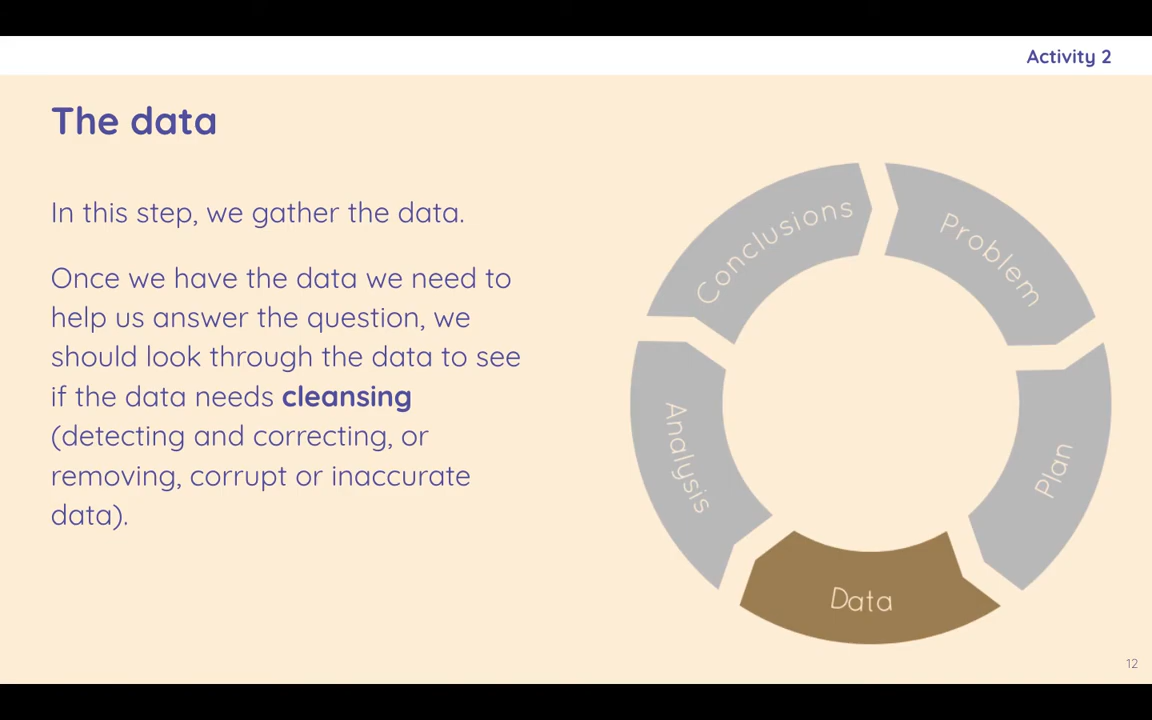 Activity 2
The data
In this step, we gather the data.
Once we have the data we need to
help us answer the question, we
should look through the data to see
if the data needs cleansing
(detecting and correcting, or
removing, corrupt or inaccurate
data).
Conclusions
Problem
Analysis
Plan
Data
12